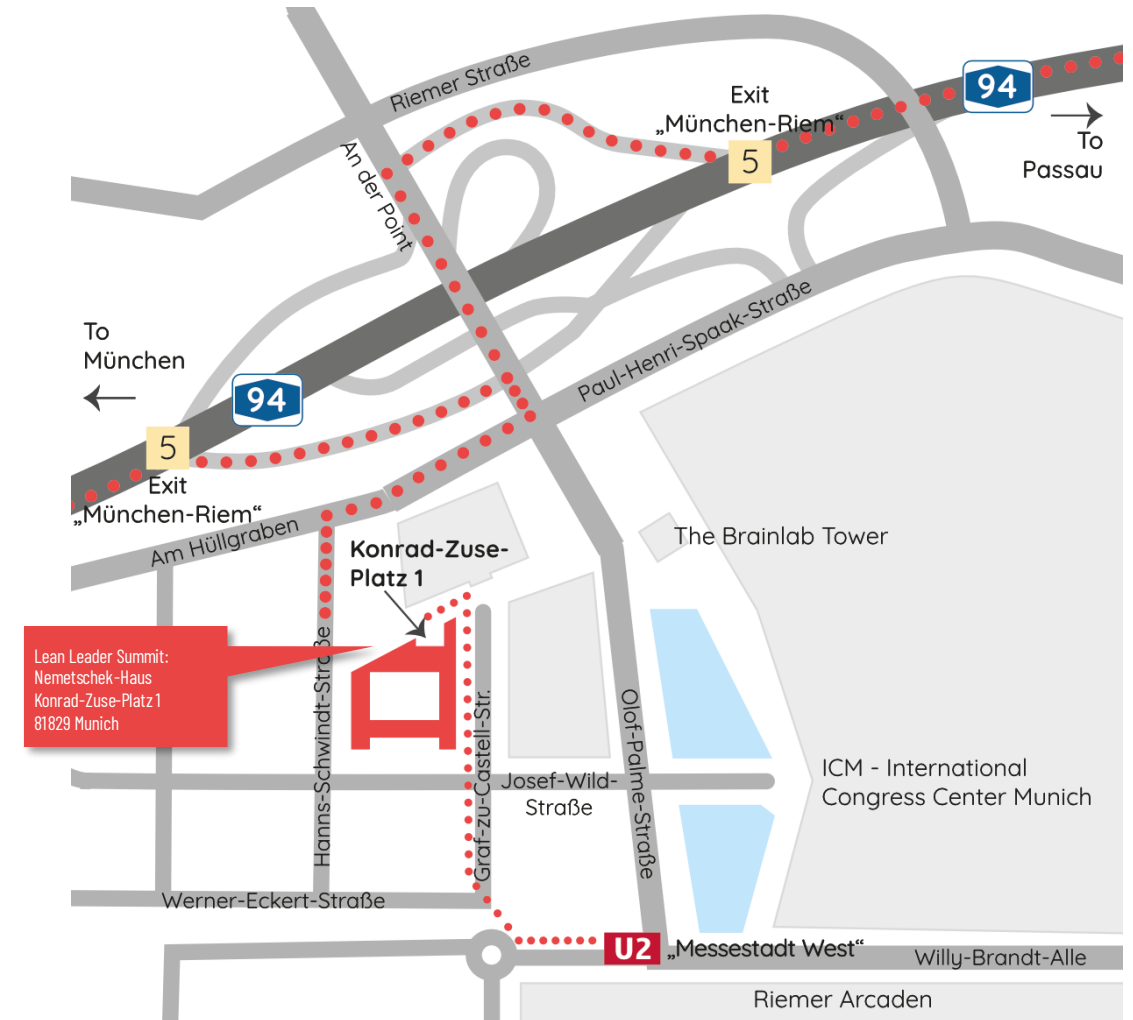 Riemer Straße
Exit
„München-Riem“
94
5
To
Passau
An der Point
To
München
94
Paul-Henri-Spaak-Straße
5
Exit
„München-Riem“
Am Hüllgraben
Konrad-Zuse-
Platz 1
The Brainlab Tower
Lean Leader Summit:
Nemetschek-Haus
Konrad-Zuse-Platz 1
81829 Munich
Hanns-Schwindt-Straße
Graf-zu-Castell-Str.
Olof-Palme-Straße
Josef-Wild-
Straße
ICM - International
Congress Center Munich
Werner-Eckert-Straße
U2 „Messestadt West“
Willy-Brandt-Alle
Riemer Arcaden